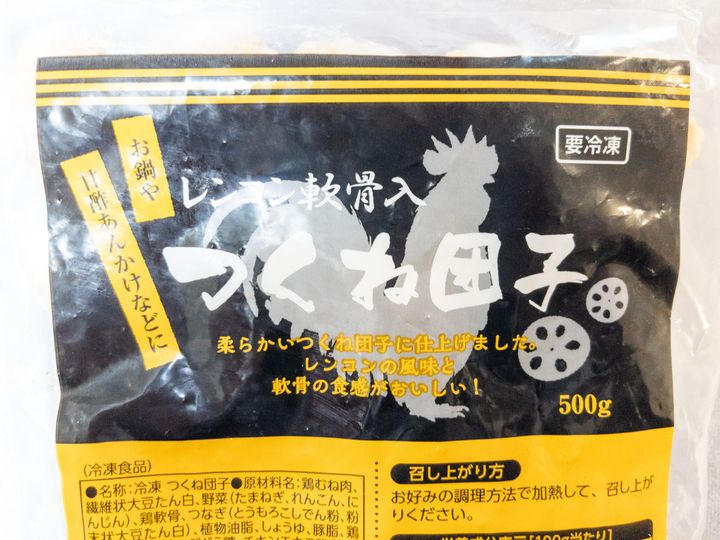 お鍋や
甘酢あんかけなどに
要冷凍
レンコン軟骨入
つくね団子
柔らかいつくね団子に仕上げました。
レンコンの風味と
軟骨の食感がおいしい！
500g
(冷凍食品)
●名称:冷凍 つくね団子●原材料名:鶏むね肉、
繊維状大豆たん白、野菜(たまねぎ、れんこん、に
んじん)、鶏軟骨、つなぎ(とうもろこしでん粉、粉
末状大豆たん白)、植物油脂、しょうゆ、豚脂、鶏
召し上がり方
お好みの調理方法で加熱して、召し上が
りください。
[100g当たり]